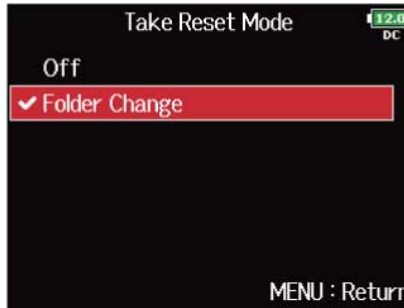 Take Reset Mode
12.0
DC
Off
Folder Change
MENU : Return